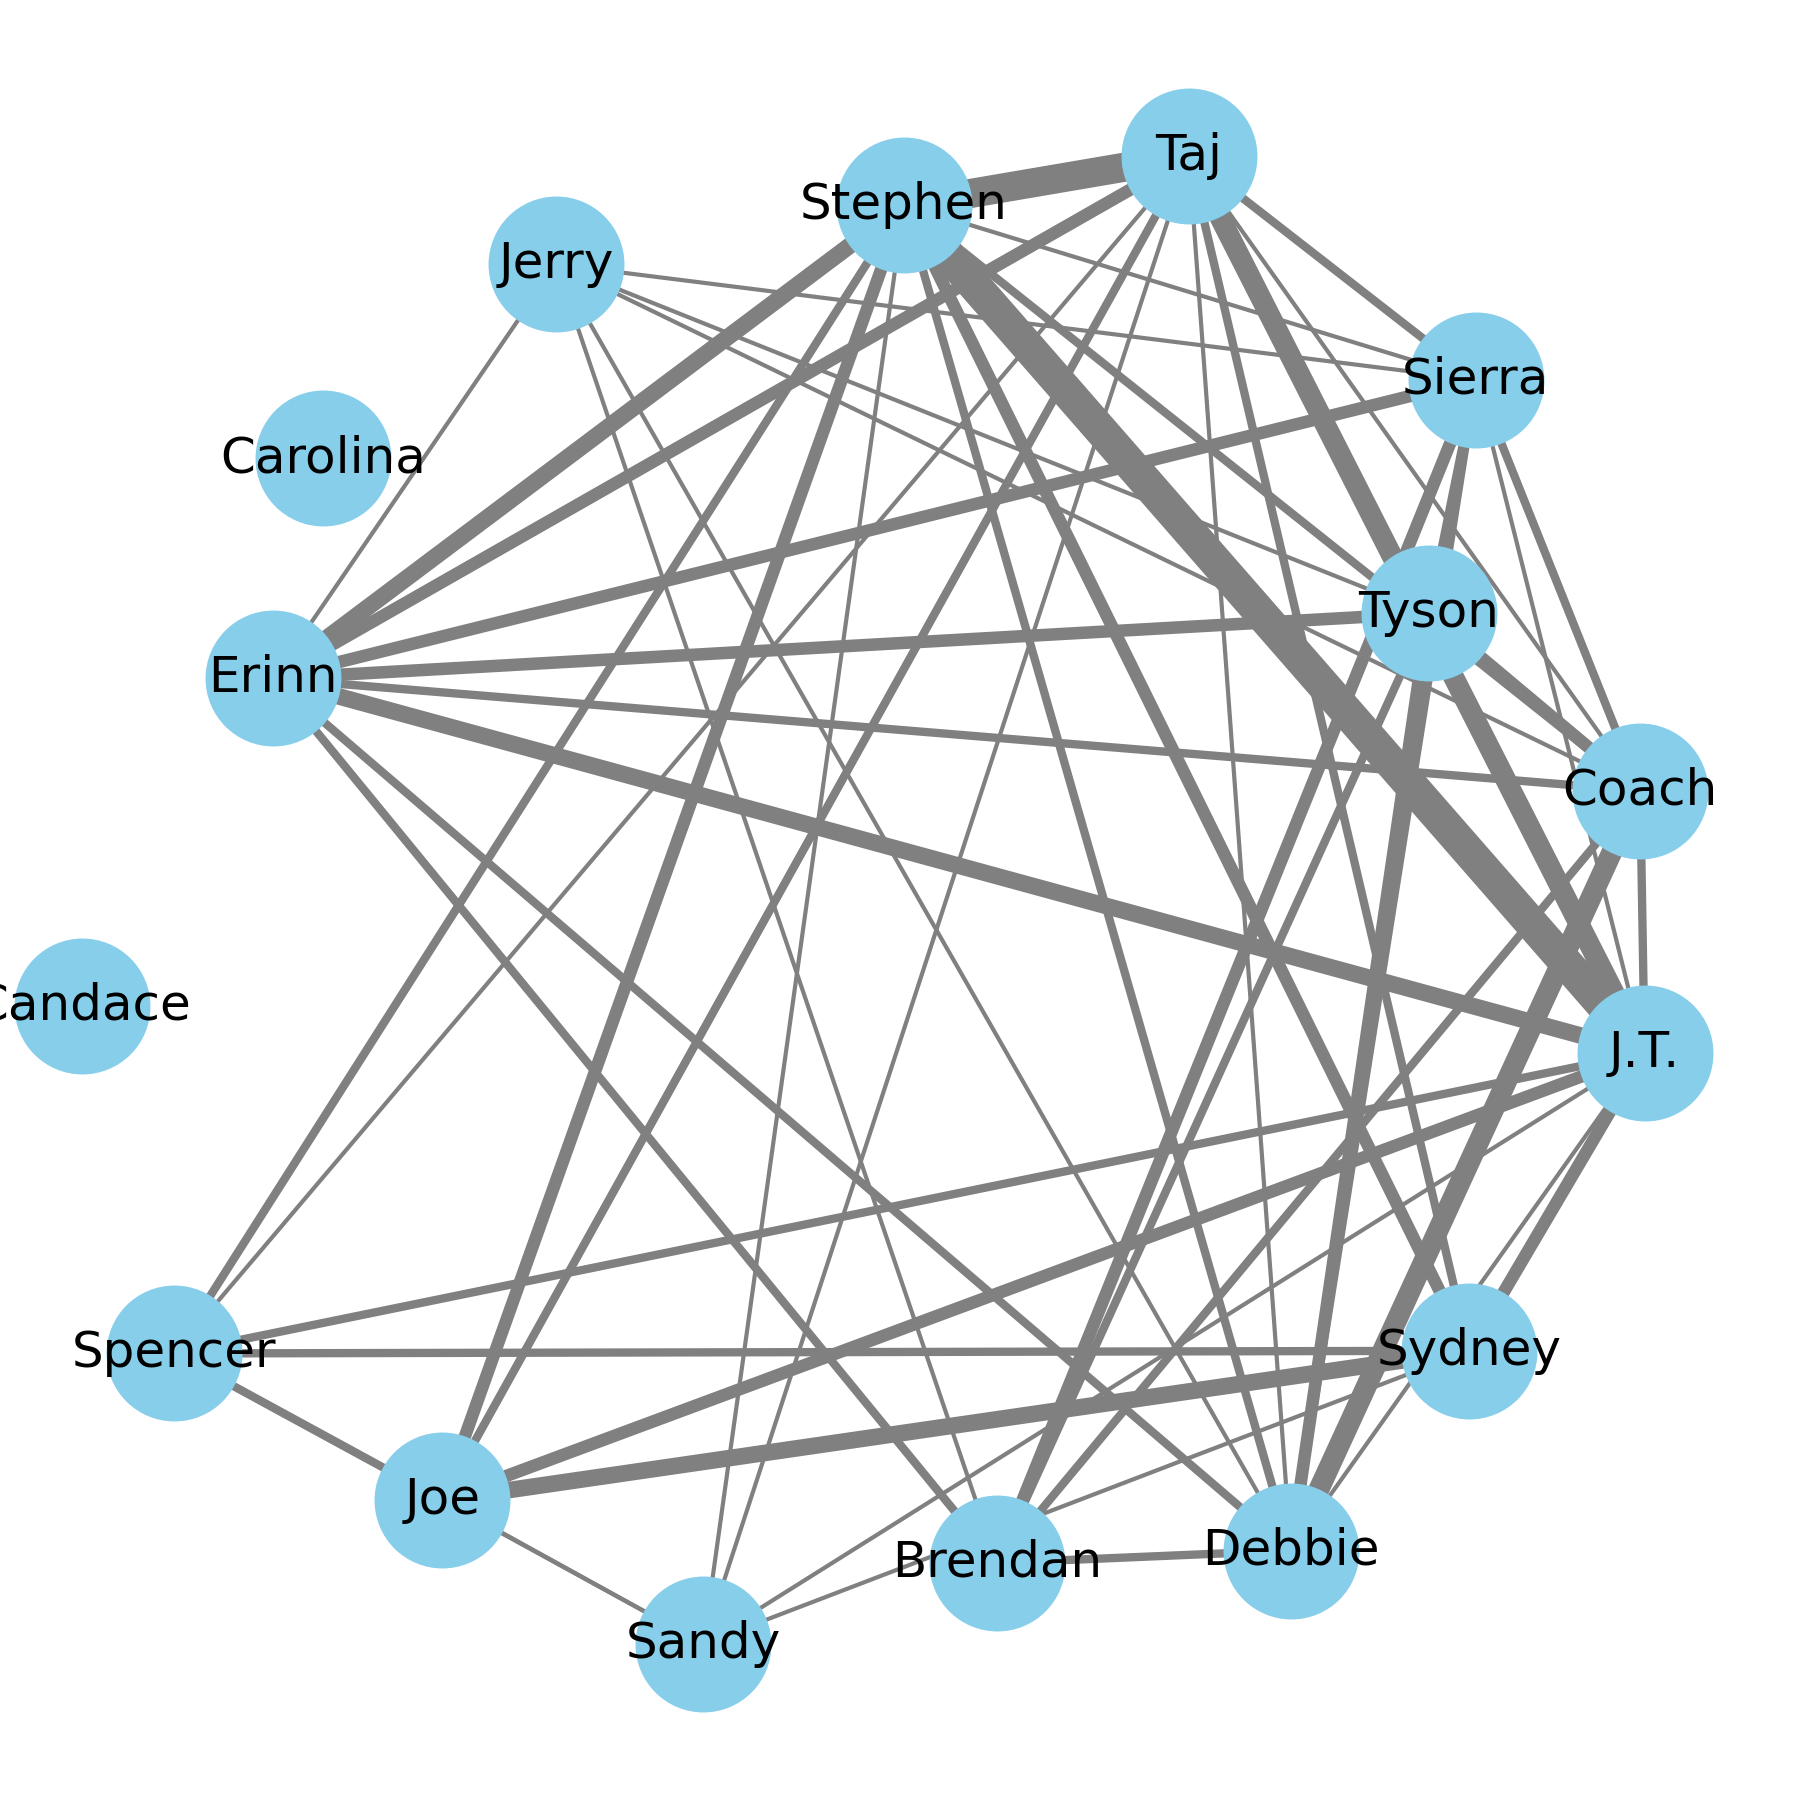 Taj
Stephen
Jerry
Sierra
Carolina
Tyson
Erinn
Coach
Candace
J.T.
Spencer
Sydney
Joe
Debbie
Brendan
Sandy